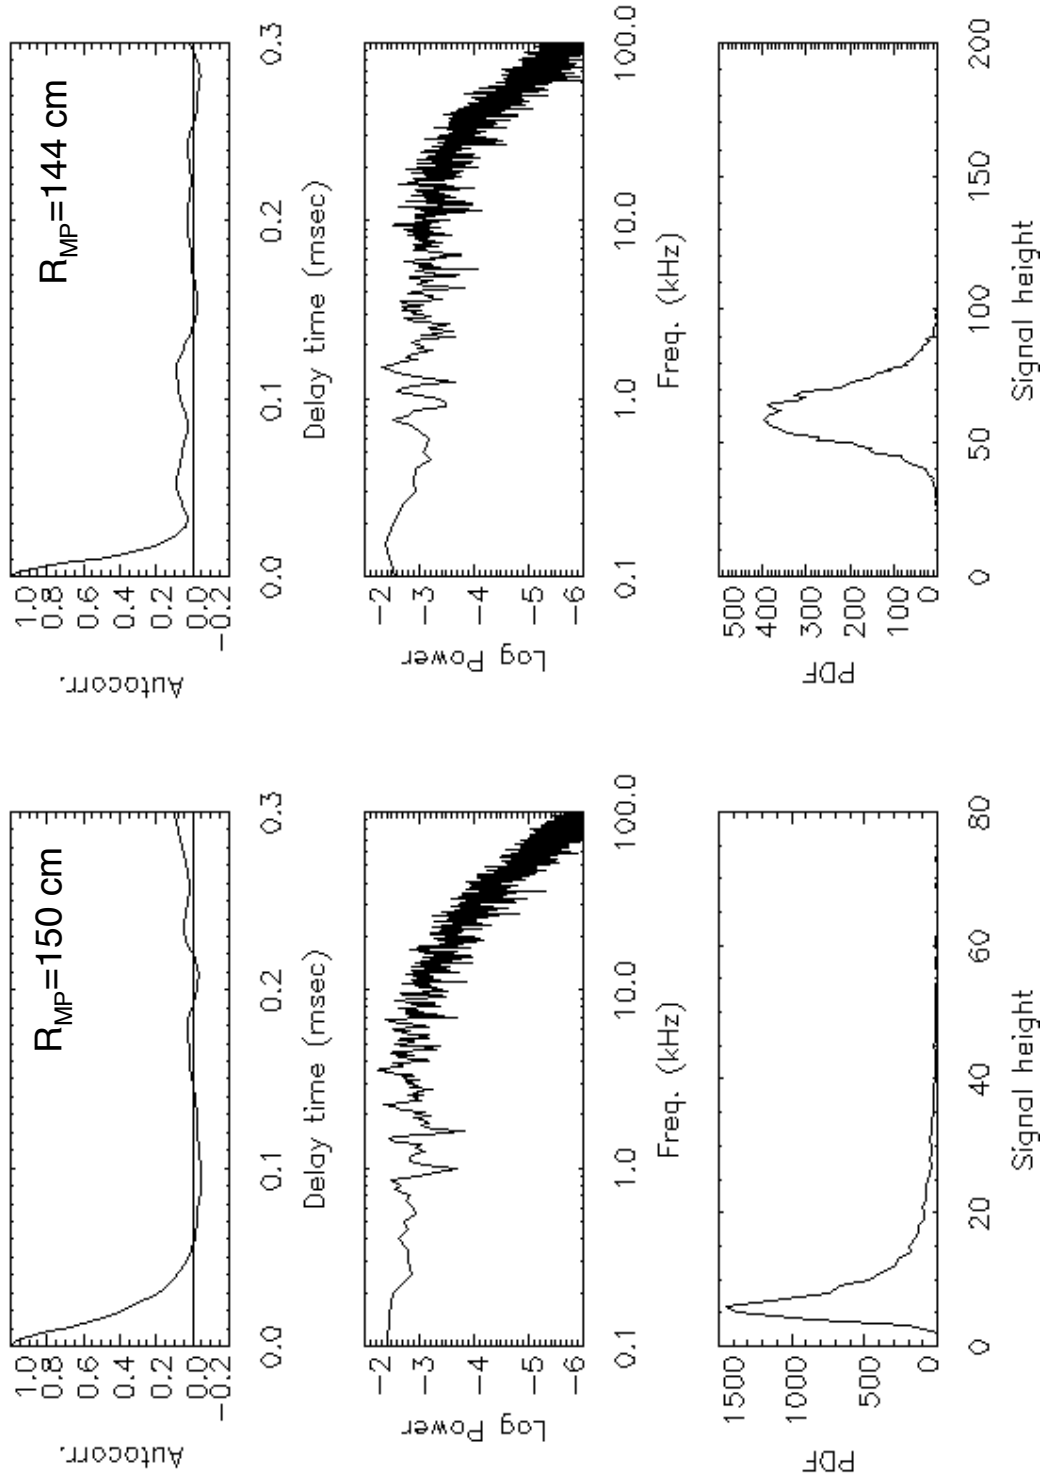 R_MP=150 cm
1.0
0.8
0.6
0.4
0.2
0.0
-0.2
Autocorr.
0.0 0.1 0.2 0.3
Delay time (msec)
-2
-3
-4
-5
-6
Log Power
0.1 1.0 10.0 100.0
Freq. (kHz)
1500
1000
500
0
PDF
0 20 40 60 80
Signal height
R_MP=144 cm
1.0
0.8
0.6
0.4
0.2
0.0
-0.2
Autocorr.
0.0 0.1 0.2 0.3
Delay time (msec)
-2
-3
-4
-5
-6
Log Power
0.1 1.0 10.0 100.0
Freq. (kHz)
500
400
300
200
100
0
PDF
0 50 100 150 200
Signal height